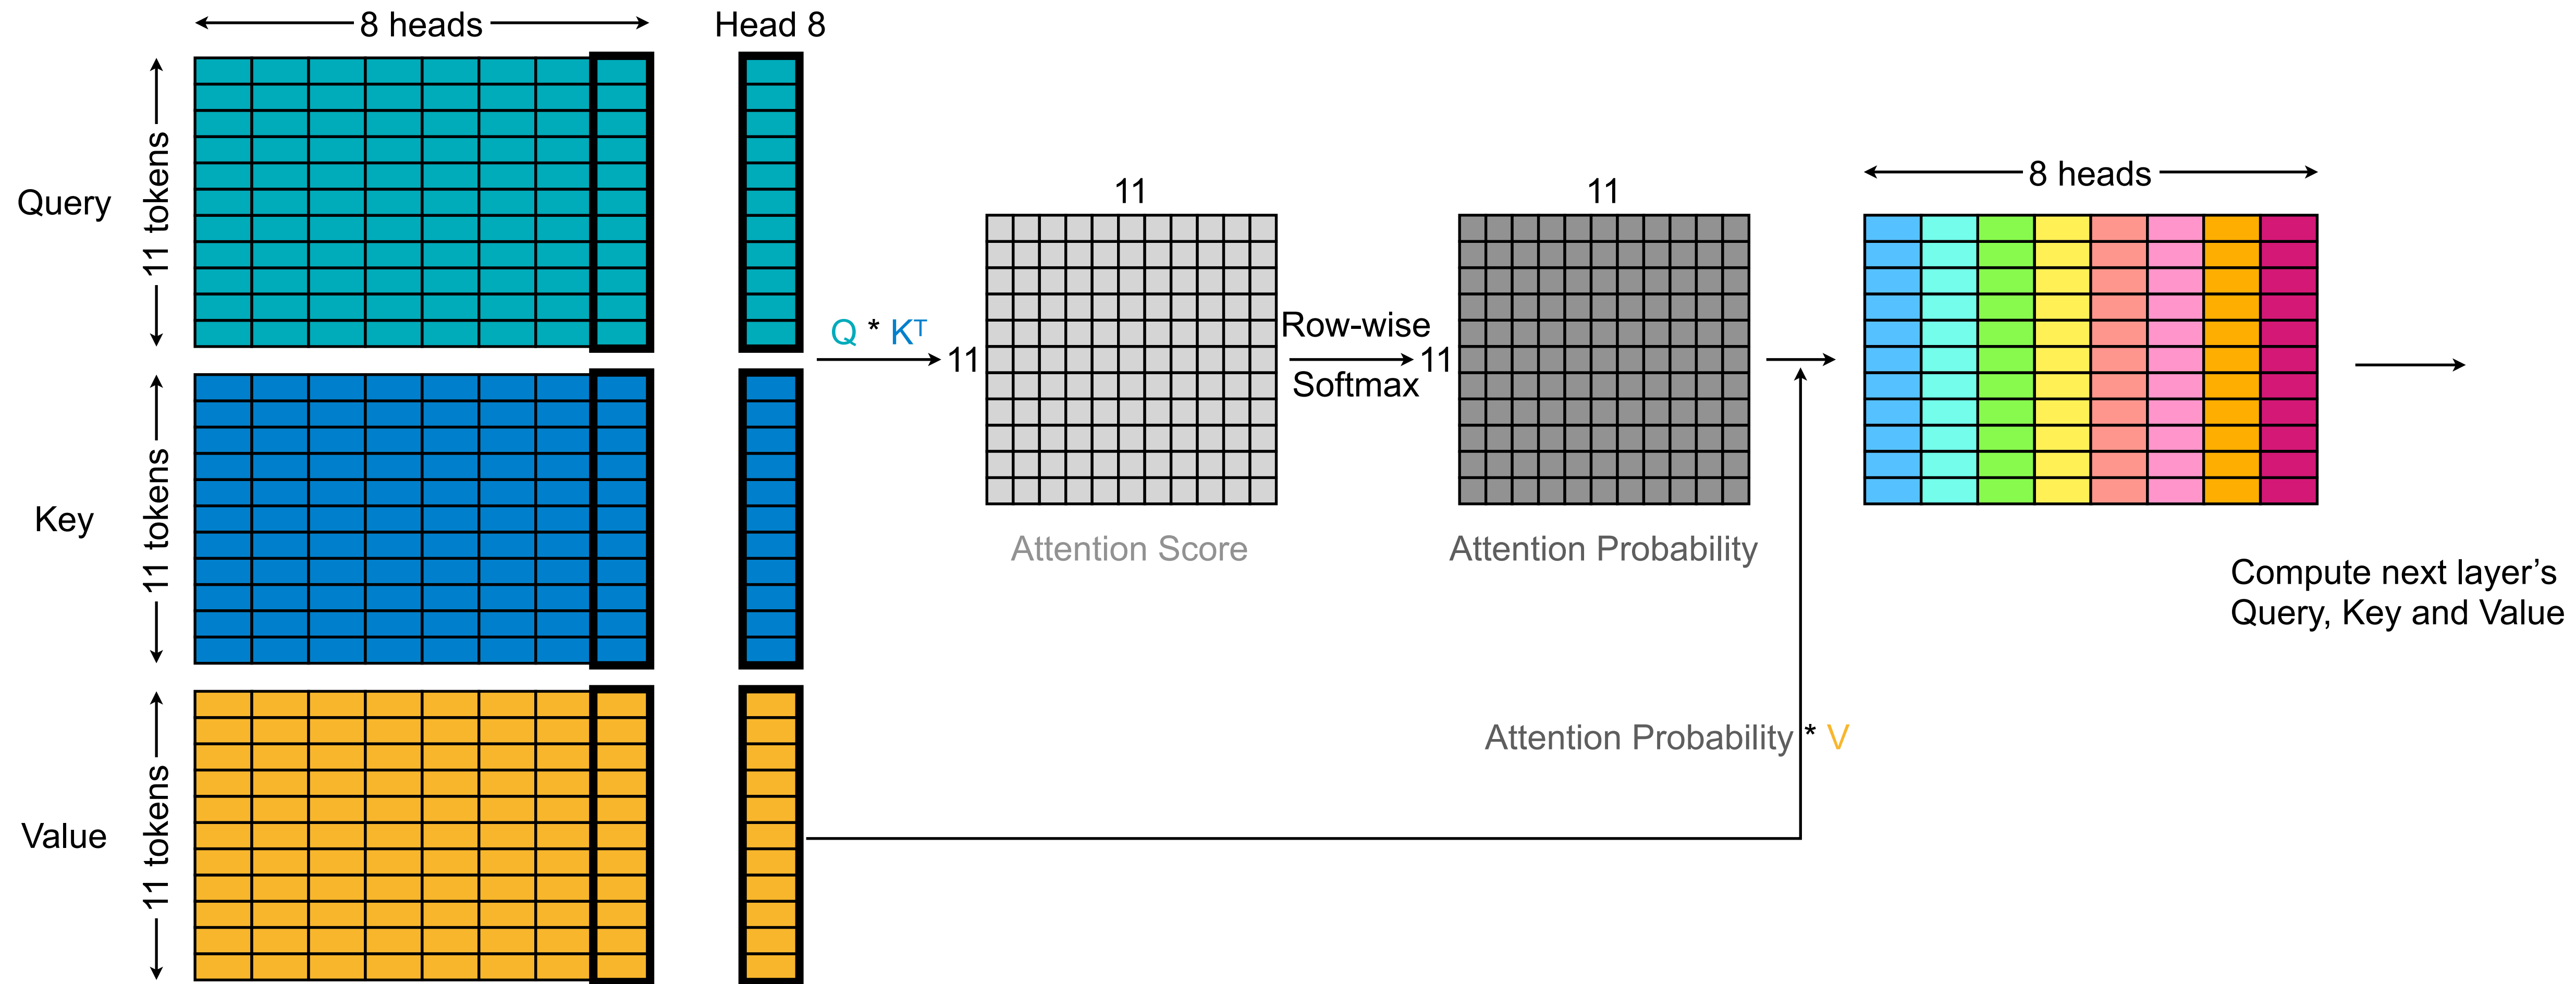 8 heads
Head 8
Query
11 tokens
Key
11 tokens
Value
11 tokens
Q * Kᵀ
11
11
Attention Score
Row-wise
Softmax
11
11
Attention Probability
Attention Probability * V
8 heads
Compute next layer’s
Query, Key and Value